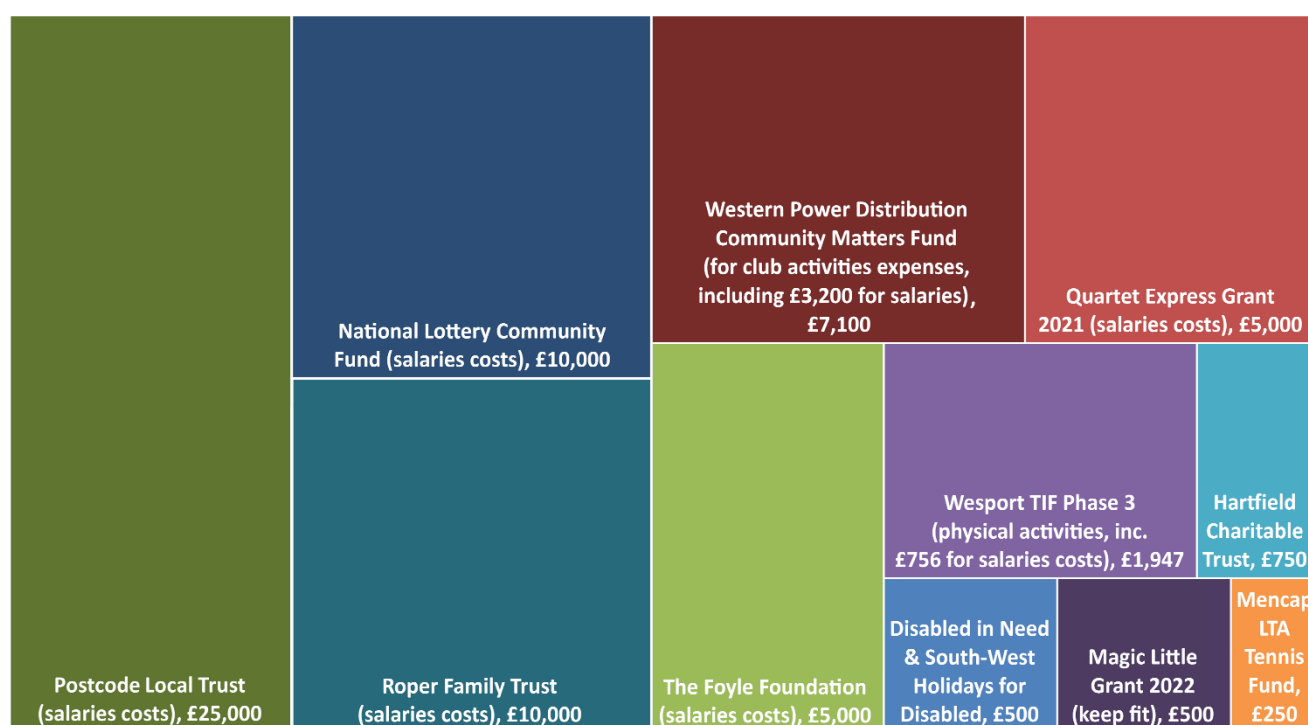 Postcode Local Trust
(salaries costs), £25,000
National Lottery Community
Fund (salaries costs), £10,000
Roper Family Trust
(salaries costs), £10,000
Western Power Distribution
Community Matters Fund
(for club activities expenses,
including £3,200 for salaries),
£7,100
Quartet Express Grant
2021 (salaries costs), £5,000
The Foyle Foundation
(salaries costs), £5,000
Wesport TIF Phase 3
(physical activities, inc.
£756 for salaries costs), £1,947
Hartfield
Charitable
Trust, £750
Disabled in Need
& South-West
Holidays for
Disabled, £500
Magic Little
Grant 2022
(keep fit), £500
Mencap
LTA
Tennis
Fund,
£250